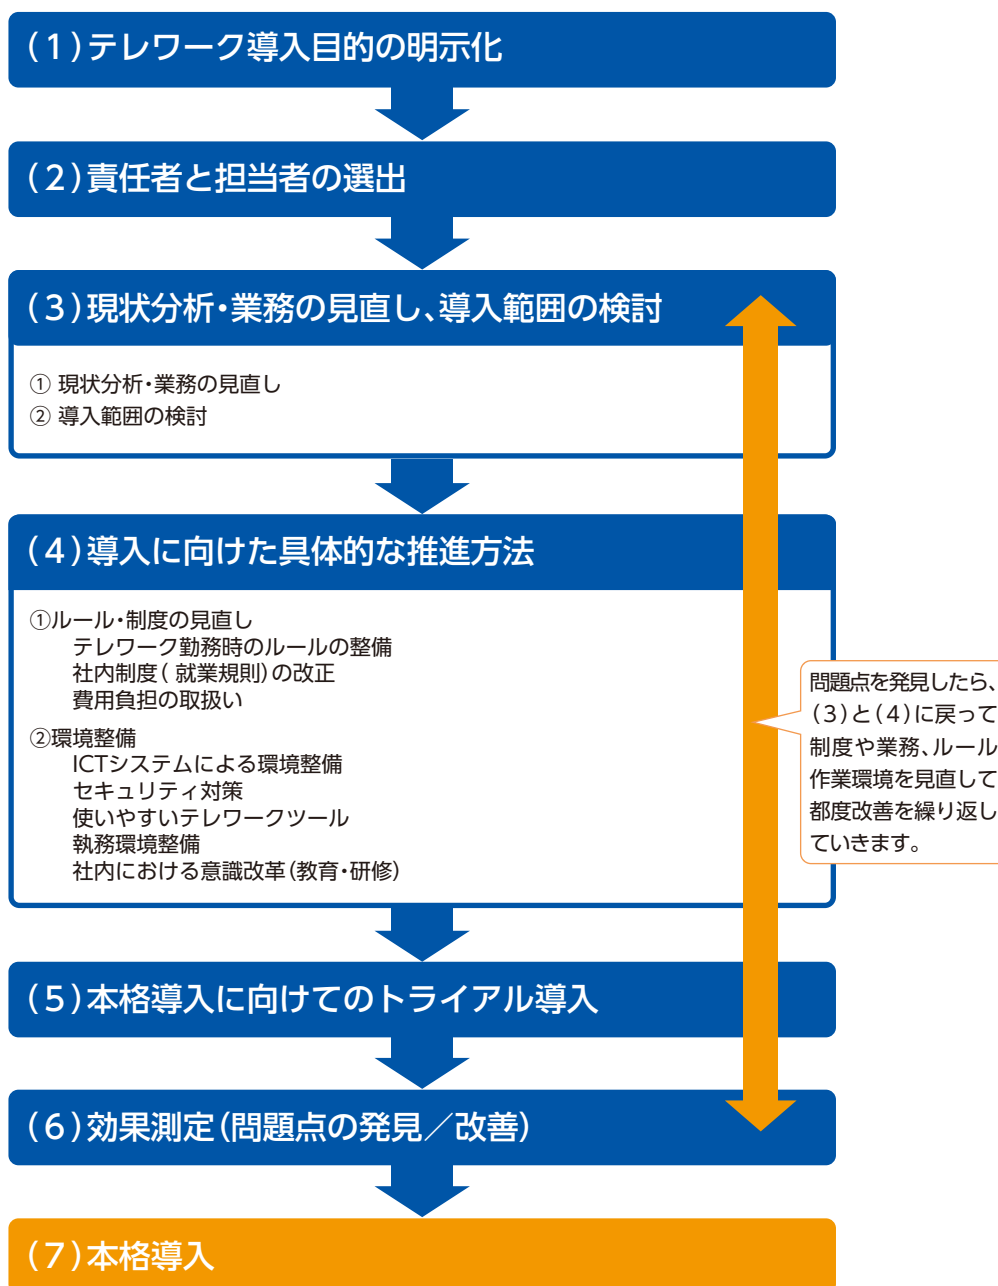 (1)テレワーク導入目的の明示化
(2)責任者と担当者の選出
(3)現状分析・業務の見直し、導入範囲の検討
① 現状分析・業務の見直し
② 導入範囲の検討
(4)導入に向けた具体的な推進方法
①ルール・制度の見直し
テレワーク勤務時のルールの整備
社内制度(就業規則)の改正
費用負担の取扱い
②環境整備
ICTシステムによる環境整備
セキュリティ対策
使いやすいテレワークツール
執務環境整備
社内における意識改革(教育・研修)
問題点を発見したら、
(3)と(4)に戻って
制度や業務、ルール
作業環境を見直して
都度改善を繰り返し
ていきます。
(5)本格導入に向けてのトライアル導入
(6)効果測定(問題点の発見／改善)
(7)本格導入